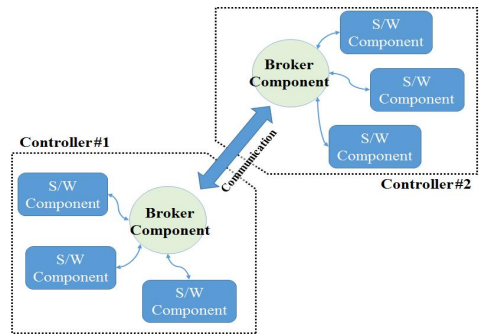 S/W
Component
Broker
Component
S/W
Component
S/W
Component
Controller#2
Communication
Controller#1
S/W
Component
Broker
Component
S/W
Component
S/W
Component